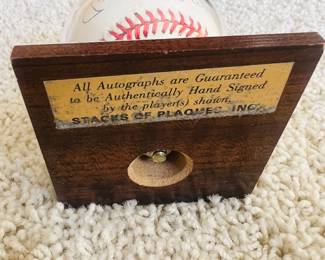 All Autographs are Guaranteed
to be Authentically Hand Signed
by the player(s) shown.
STACKS OF PLAQUES, INC.